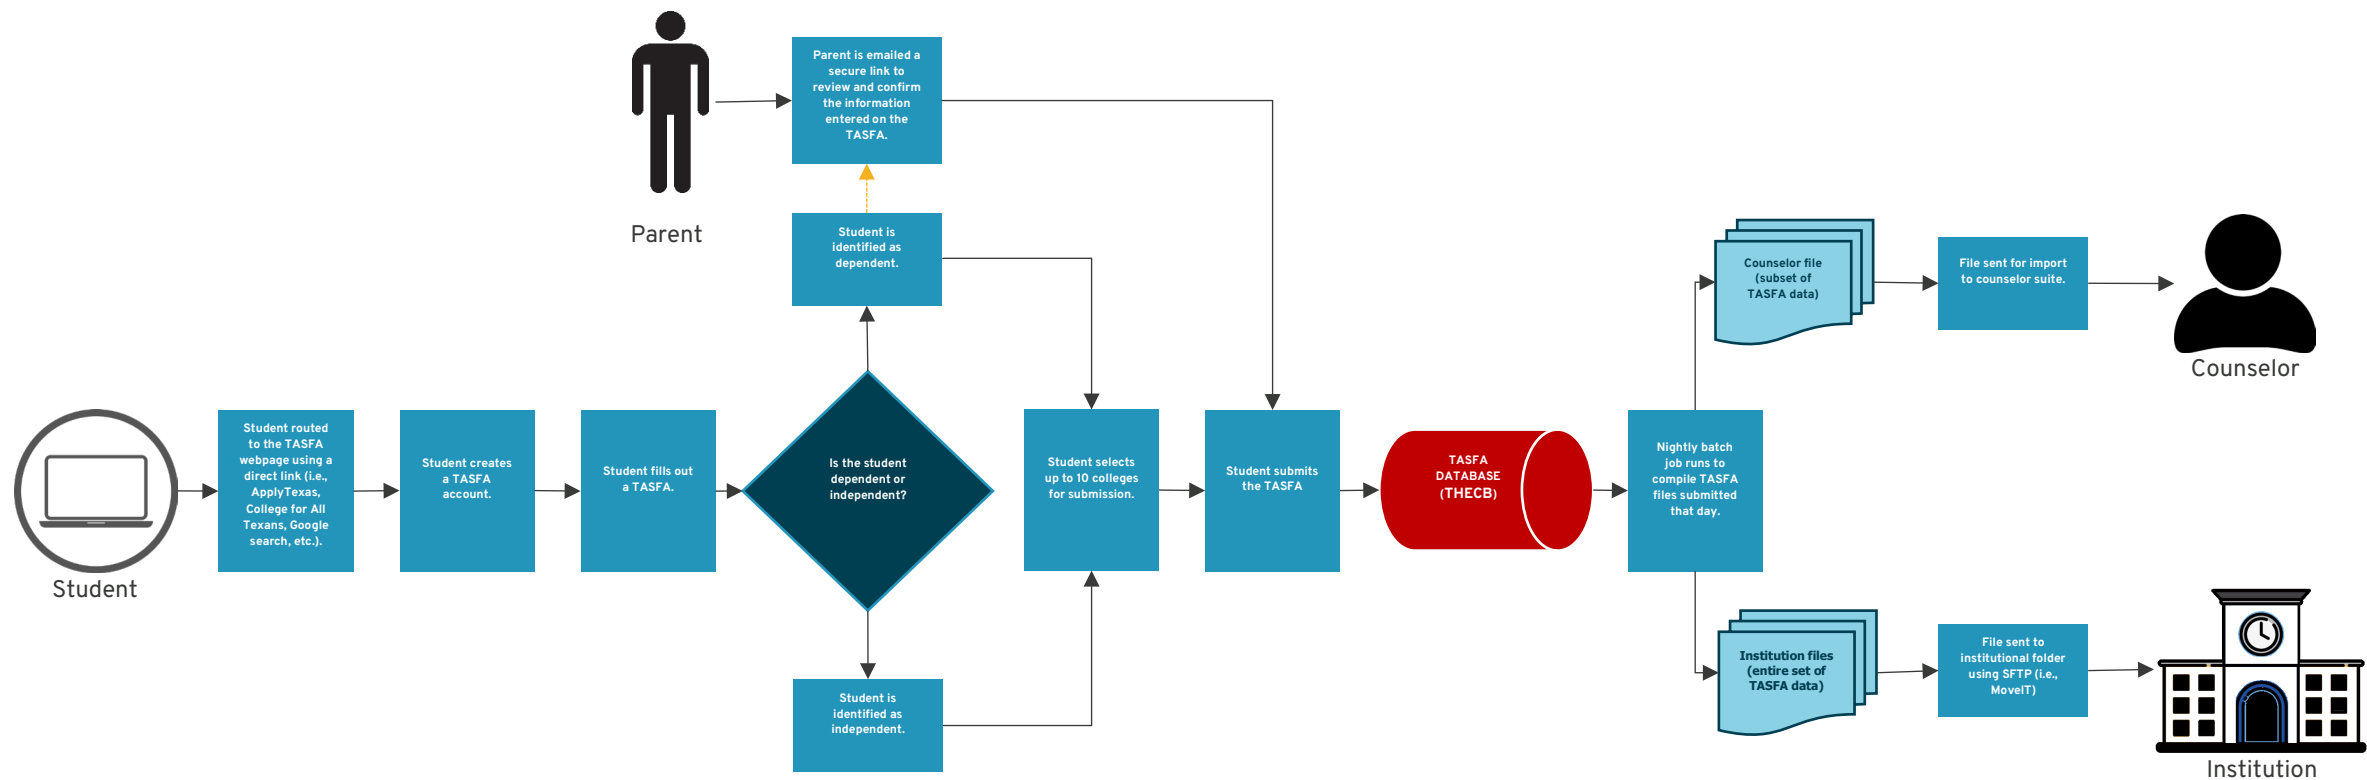 Parent is emailed a
secure link to
review and confirm
the information
entered on the
TASFA.
Parent
Student is
identified as
dependent.
Student
Student routed
to the TASFA
webpage using a
direct link (i.e.,
ApplyTexas,
College for All
Texans, Google
search, etc.).
Student creates
a TASFA
account.
Student fills out
a TASFA.
Is the student
dependent or
independent?
Student is
identified as
independent.
Student selects
up to 10 colleges
for submission.
Student submits
the TASFA
TASFA
DATABASE
(THECB)
Nightly batch
job runs to
compile TASFA
files submitted
that day.
Counselor file
(subset of
TASFA data)
File sent for import
to counselor suite.
Counselor
Institution files
(entire set of
TASFA data)
File sent to
institutional folder
using SFTP (i.e.,
MoveIT)
Institution